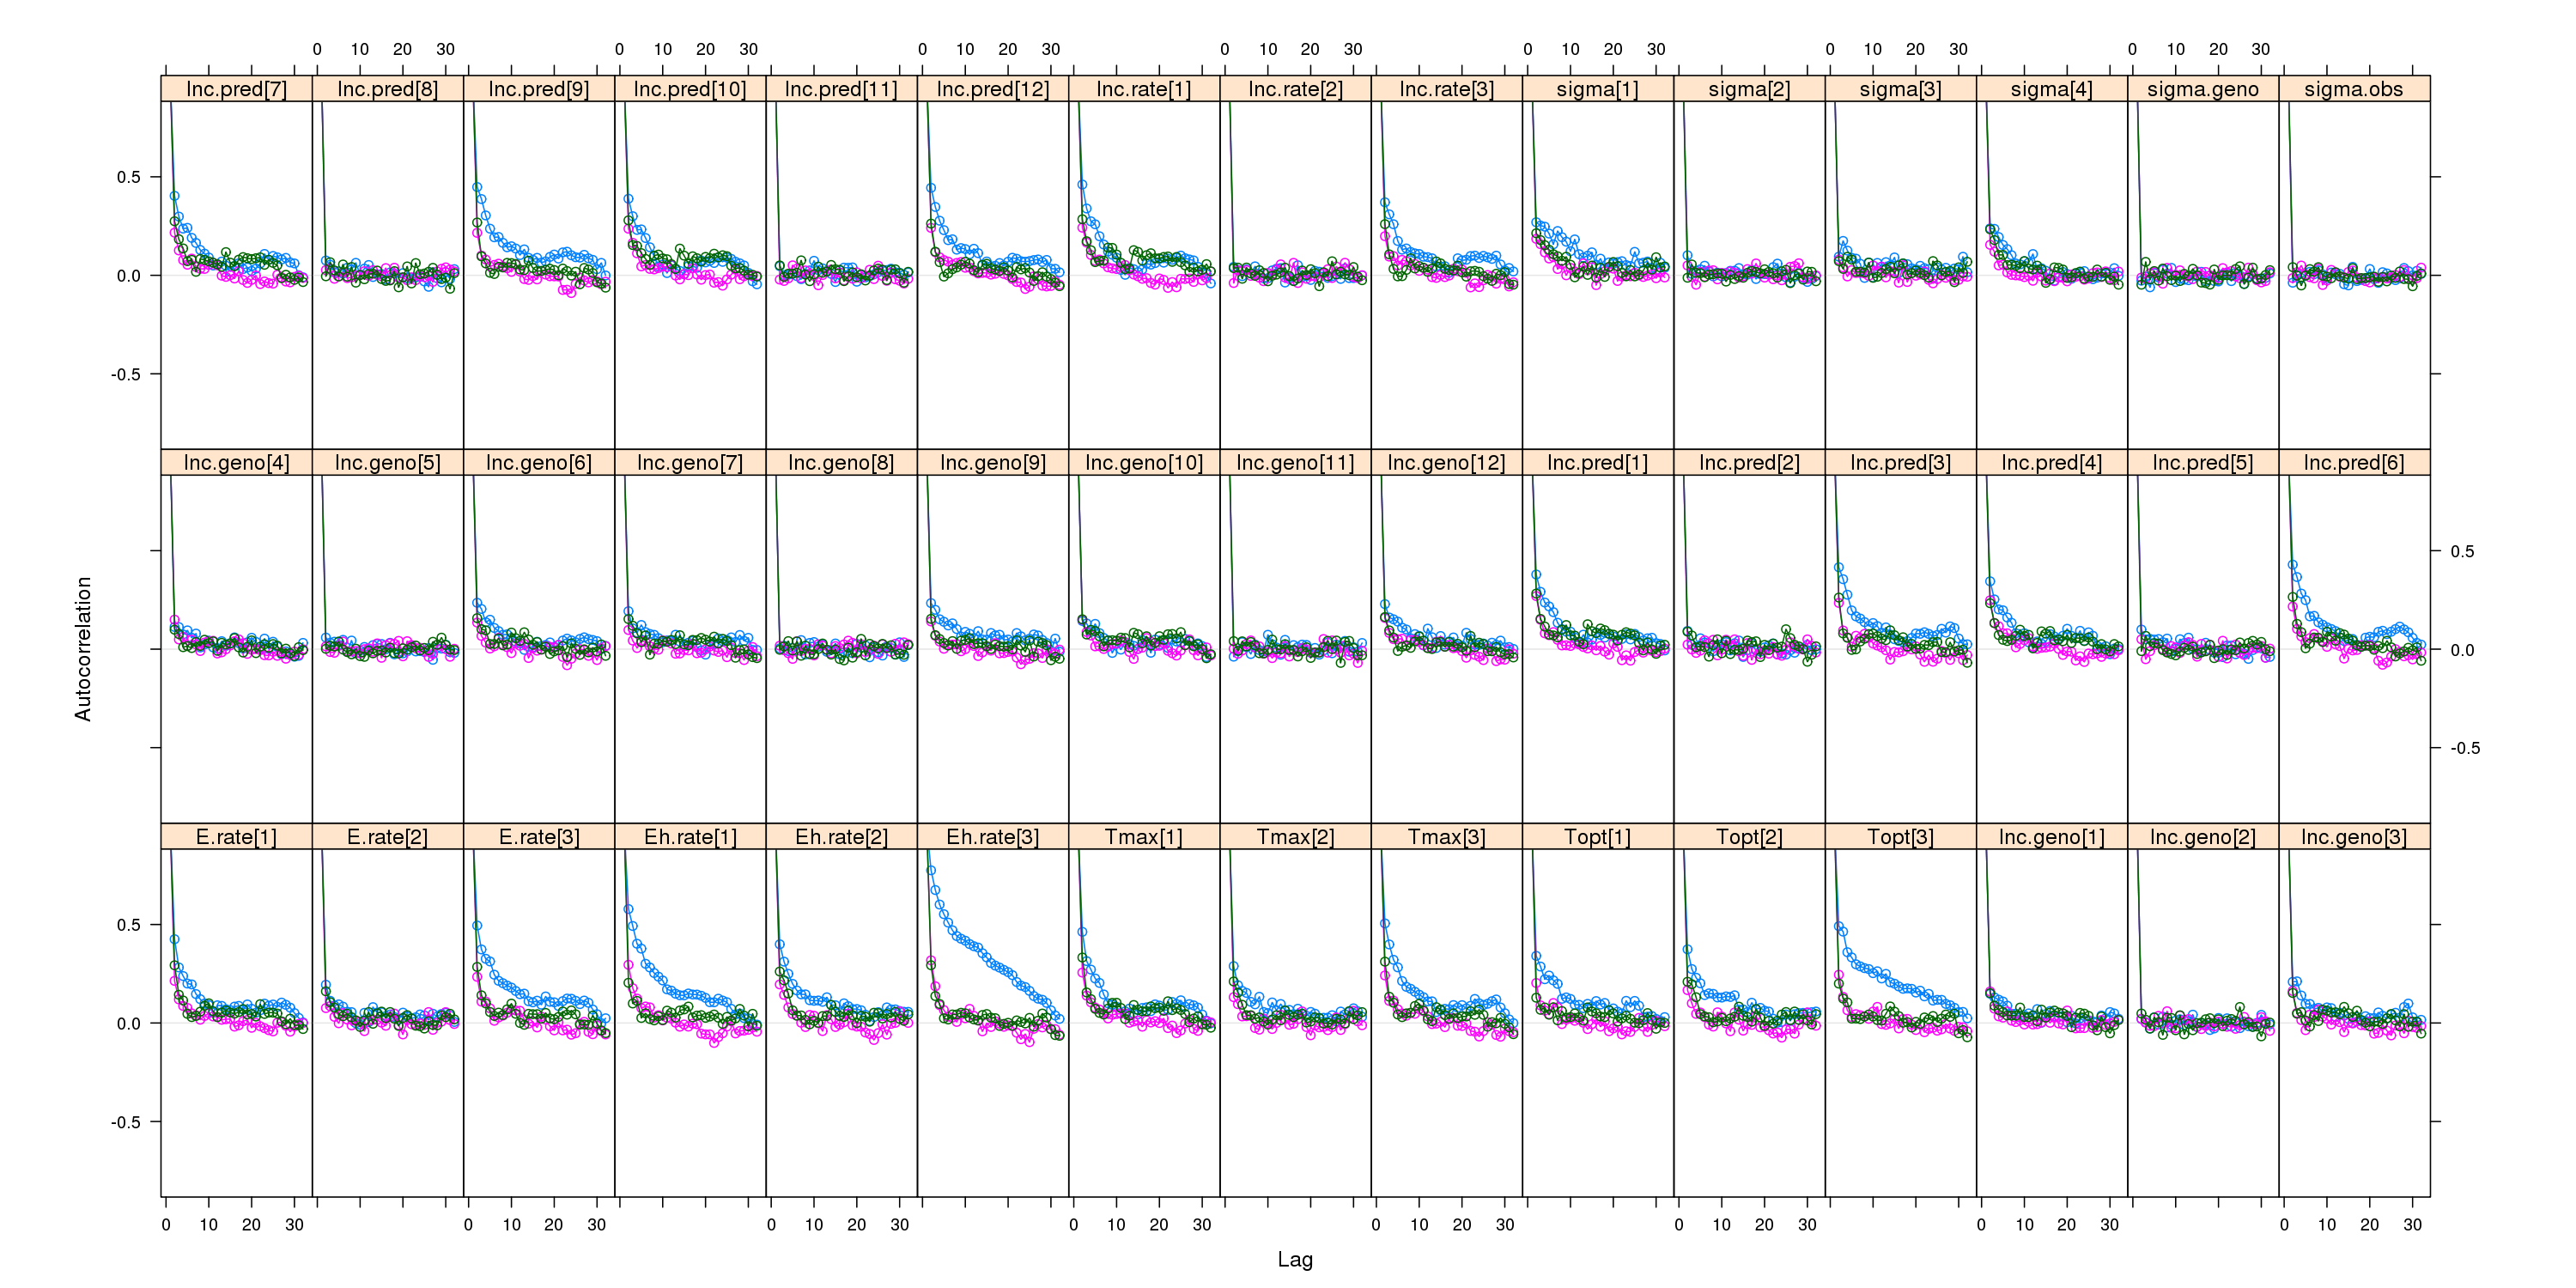 0 10 20 30 0 10 20 30 0 10 20 30 0 10 20 30 0 10 20 30 0 10 20 30 0 10 20 30
Inc.pred[7] Inc.pred[8] Inc.pred[9] Inc.pred[10] Inc.pred[11] Inc.pred[12] Inc.rate[1] Inc.rate[2] Inc.rate[3] sigma[1] sigma[2] sigma[3] sigma[4] sigma.geno sigma.obs
0.5
0.0
-0.5
Inc.geno[4] Inc.geno[5] Inc.geno[6] Inc.geno[7] Inc.geno[8] Inc.geno[9] Inc.geno[10] Inc.geno[11] Inc.geno[12] Inc.pred[1] Inc.pred[2] Inc.pred[3] Inc.pred[4] Inc.pred[5] Inc.pred[6]
0.5
0.0
-0.5
Autocorrelation
E.rate[1] E.rate[2] E.rate[3] Eh.rate[1] Eh.rate[2] Eh.rate[3] Tmax[1] Tmax[2] Tmax[3] Topt[1] Topt[2] Topt[3] Inc.geno[1] Inc.geno[2] Inc.geno[3]
0.5
0.0
-0.5
0 10 20 30 0 10 20 30 0 10 20 30 0 10 20 30 0 10 20 30 0 10 20 30 0 10 20 30 0 10 20 30
Lag